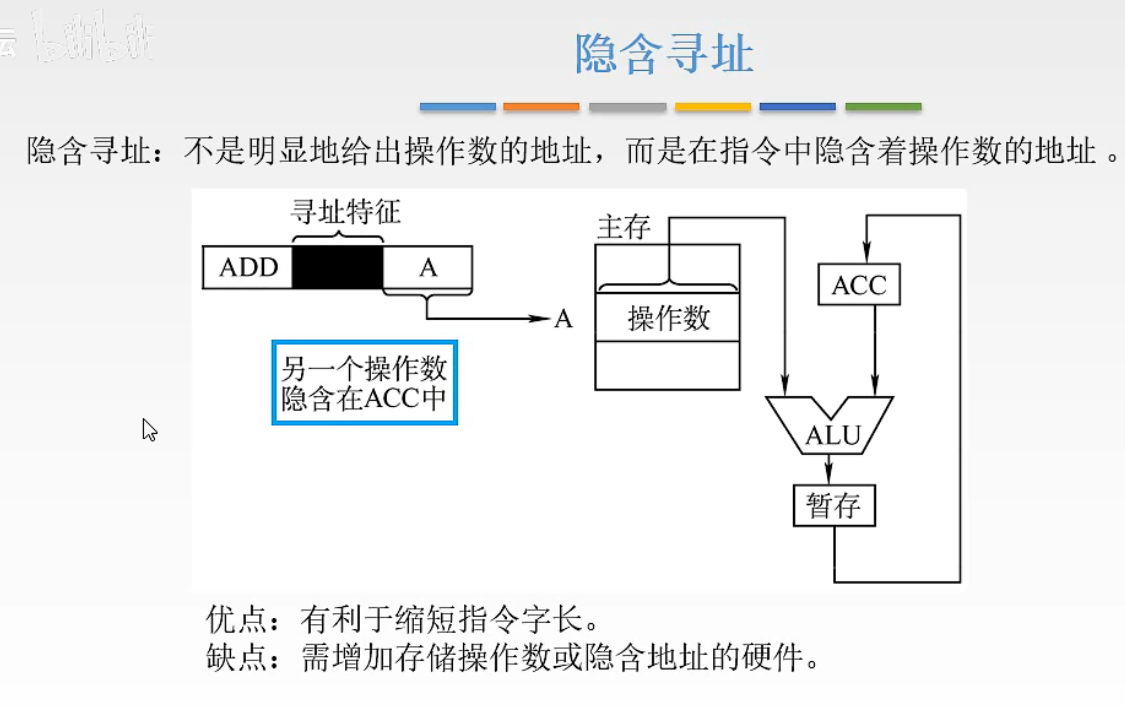 云
bilibili
隐含寻址
隐含寻址：不是明显地给出操作数的地址，而是在指令中隐含着操作数的地址 。
寻址特征
ADD
A
A
另一个操作数
隐含在ACC中
主存
操作数
ACC
ALU
暂存
优点：有利于缩短指令字长。
缺点：需增加存储操作数或隐含地址的硬件。